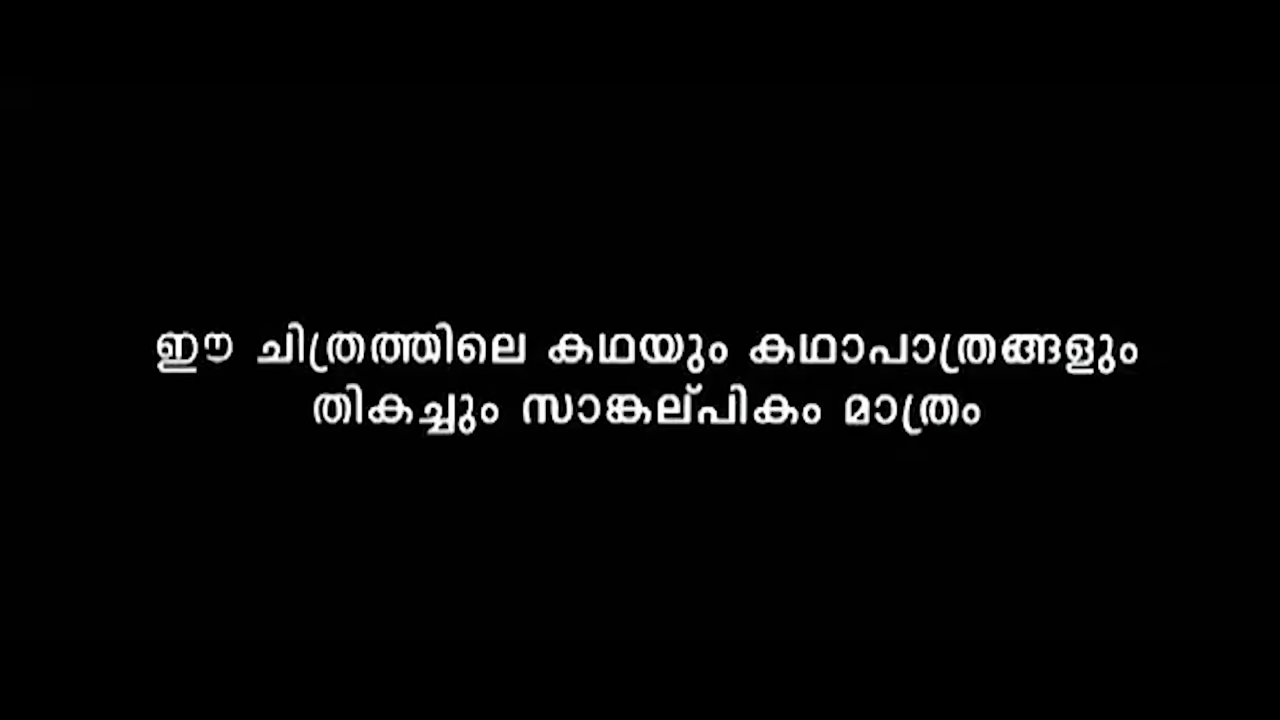 ഈ ചിത്രത്തിലെ കഥയും കഥാപാത്രങ്ങളും
തികച്ചും സാങ്കല്പികം മാത്രം